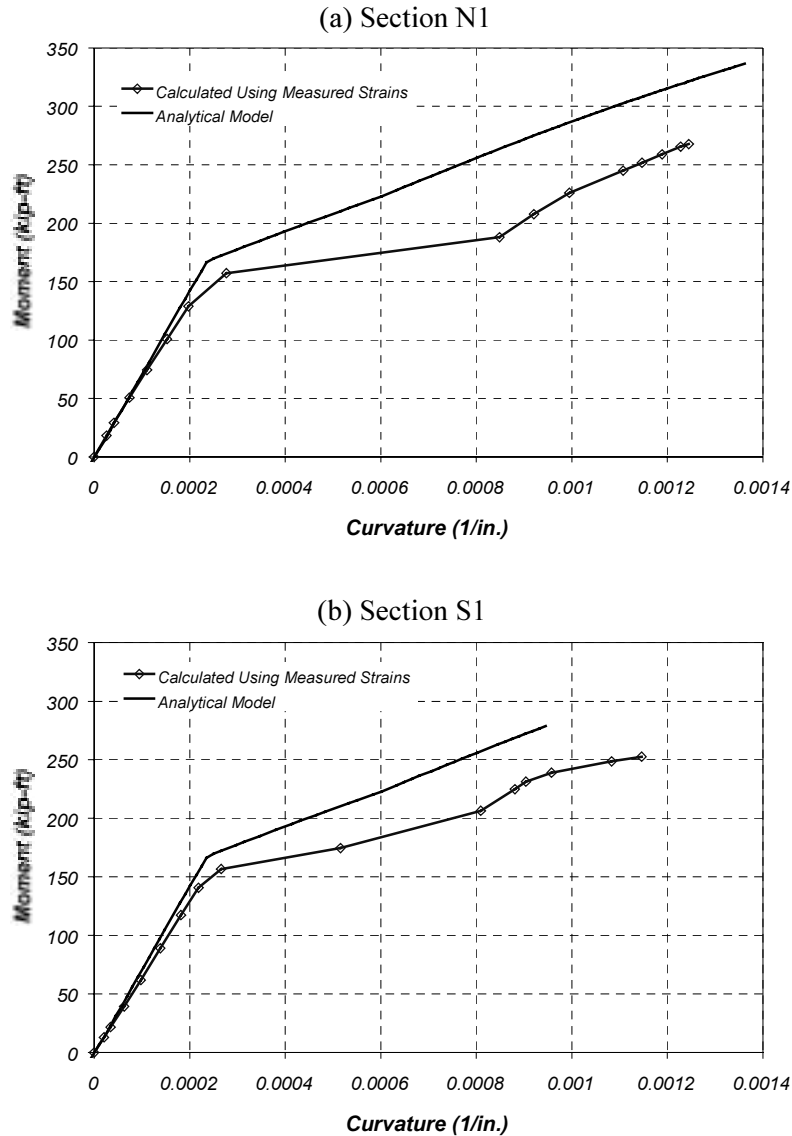 (a) Section N1
350
300
250
200
150
100
50
0
Moment (kip-ft)
Calculated Using Measured Strains
Analytical Model
0 0.0002 0.0004 0.0006 0.0008 0.001 0.0012 0.0014
Curvature (1/in.)
(b) Section S1
350
300
250
200
150
100
50
0
Moment (kip-ft)
Calculated Using Measured Strains
Analytical Model
0 0.0002 0.0004 0.0006 0.0008 0.001 0.0012 0.0014
Curvature (1/in.)